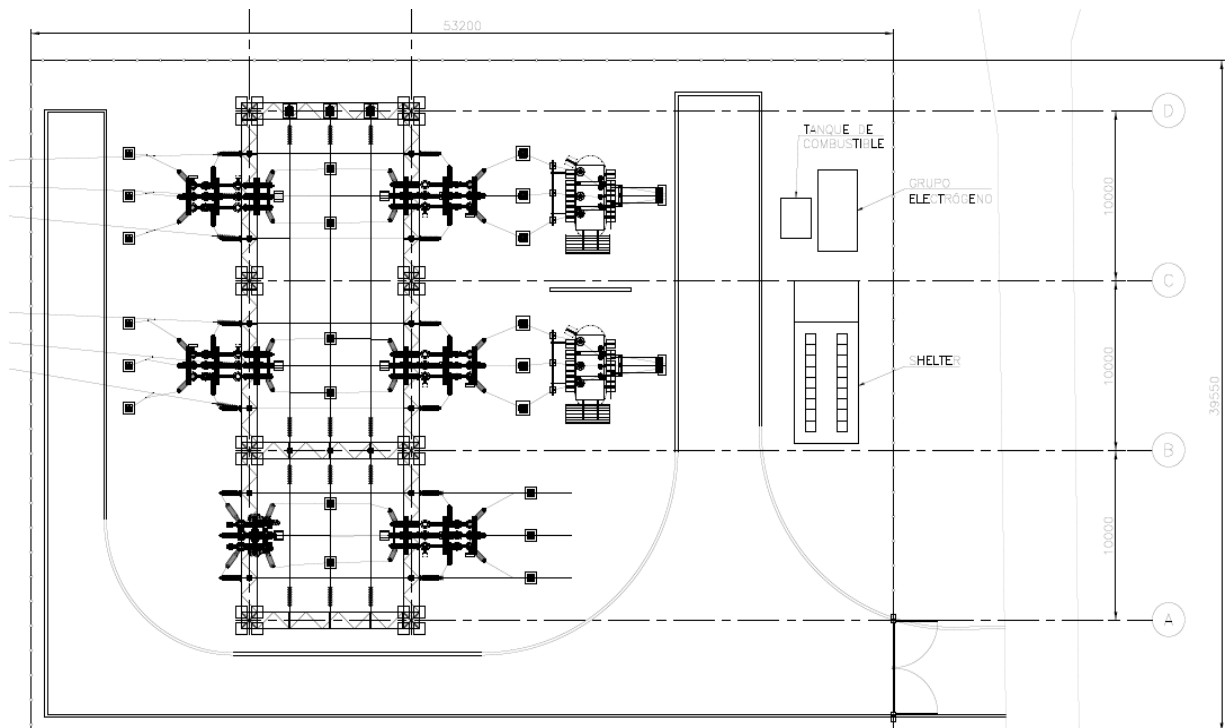 53200
D
TANQUE DE
COMBUSTIBLE
GRUPO
ELECTRÓGENO
10000
C
SHELTER
10000
39550
B
10000
A